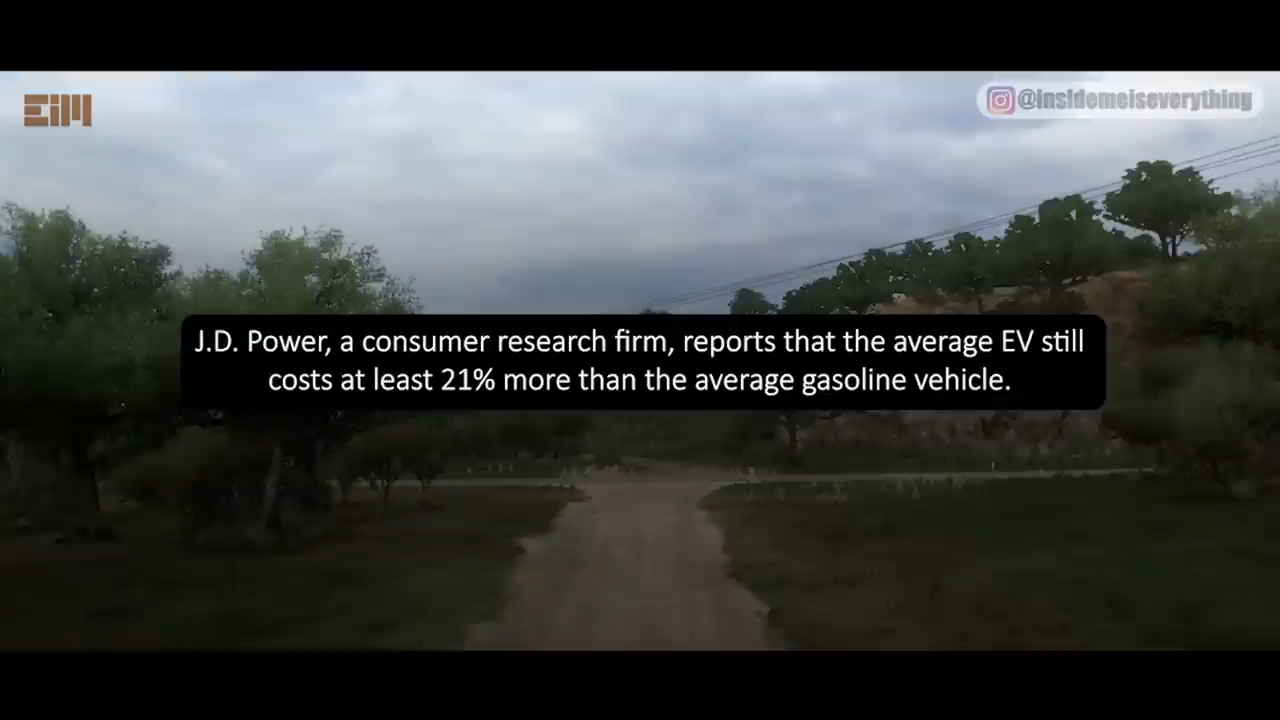 EiM
@insidemeiseverything
J.D. Power, a consumer research firm, reports that the average EV still
costs at least 21% more than the average gasoline vehicle.